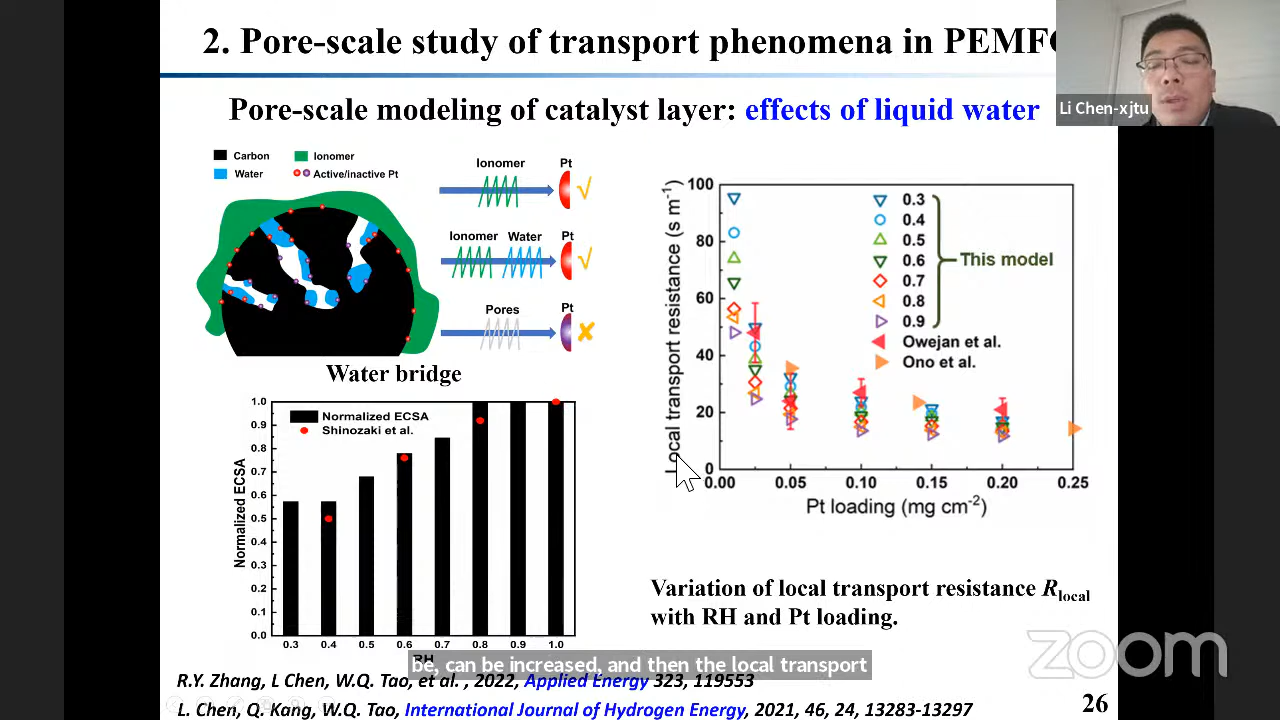 2. Pore-scale study of transport phenomena in PEMF
Li Chen-xjtu
Pore-scale modeling of catalyst layer: effects of liquid water
Carbon
Ionomer
Water
Active/inactive Pt
Ionomer
Pt
Ionomer
Water
Pt
Pores
Pt
Water bridge
Normalized ECSA
Shinozaki et al.
1.0
0.9
0.8
0.7
0.6
0.5
0.4
0.3
0.2
0.1
0.0
Normalized ECSA
0.3 0.4 0.5 0.6 0.7 0.8 0.9 1.0
RH
100
80
60
40
20
0
Local transport resistance (s m⁻¹)
0.3
0.4
0.5
0.6
0.7
0.8
0.9
This model
Owejan et al.
Ono et al.
0.00 0.05 0.10 0.15 0.20 0.25
Pt loading (mg cm⁻²)
Variation of local transport resistance Rlocal
with RH and Pt loading.
be, can be increased, and then the local transport
zoom
R.Y. Zhang, L Chen, W.Q. Tao, et al. , 2022, Applied Energy 323, 119553
L. Chen, Q. Kang, W.Q. Tao, International Journal of Hydrogen Energy, 2021, 46, 24, 13283-13297
26